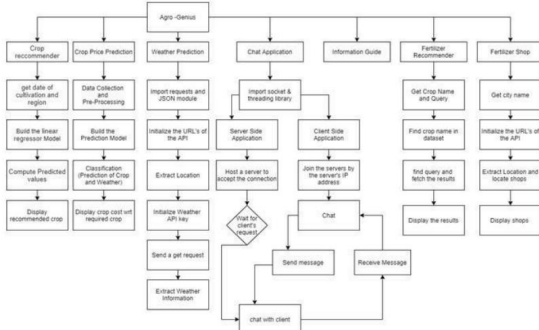 Agro -Genius
Crop
reccommender
Crop Price Prediction
Weather Prediction
Chat Application
Information Guide
Fertilizer
Recommender
Fertilizer Shop
get date of
cultivation and
region
Data Collection
and
Pre-Processing
Import requests and
JSON module
Import socket &
threading library
Get Crop Name
and Query
Get city name
Build the linear
regressor Model
Build the
Prediction Model
Initialize the URL's of
the API
Server Side
Application
Client Side
Application
Find crop name in
dataset
Initialize the URL's of
the API
Compute Predicted
values
Classification
(Prediction of Crop
and Weather)
Extract Location
Host a server to
accept the connection
Join the servers by
the server's IP
address
find query and
fetch the results
Extract Location and
locate shops
Display
recommended crop
Display crop cost wrt
required crop
Initialize Weather
API key
Wait for
client's
request
Chat
Display the results
Display shops
Send a get request
Send message
Receive Message
Extract Weather
Information
chat with client